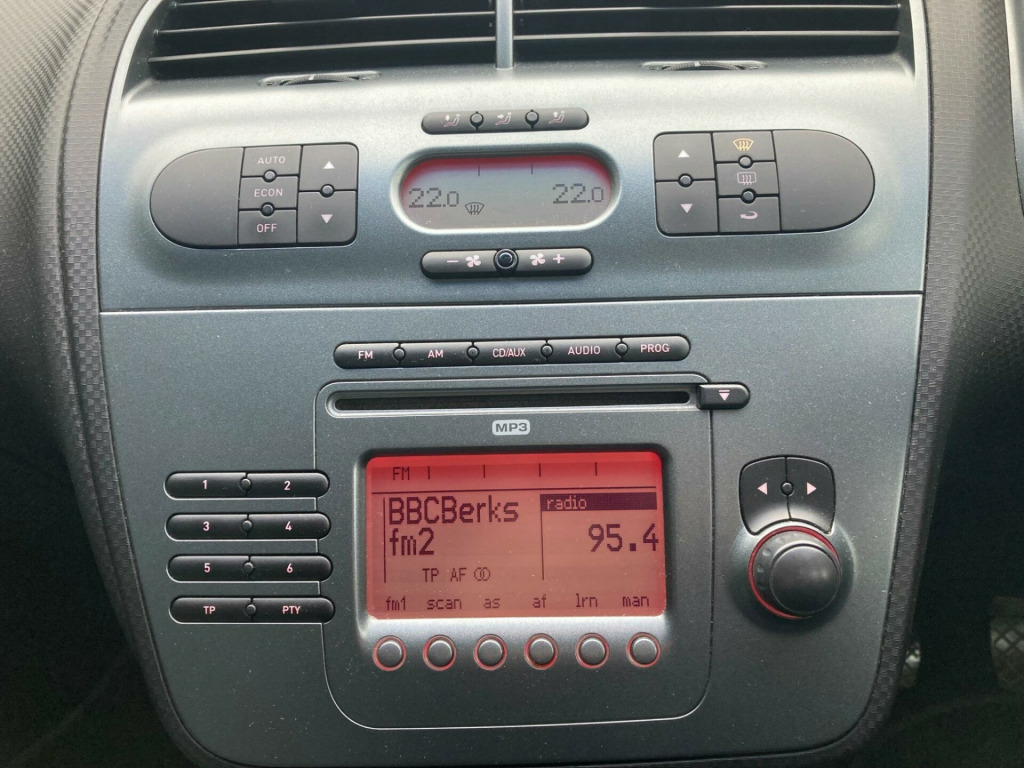 AUTO
ECON
OFF
22.0 22.0
- +
FM AM CD/AUX AUDIO PROG
MP3
1 2
3 4
5 6
TP PTY
FM
BBCBerks radio
fm2 95.4
TP AF
fm1 scan as af lrn man